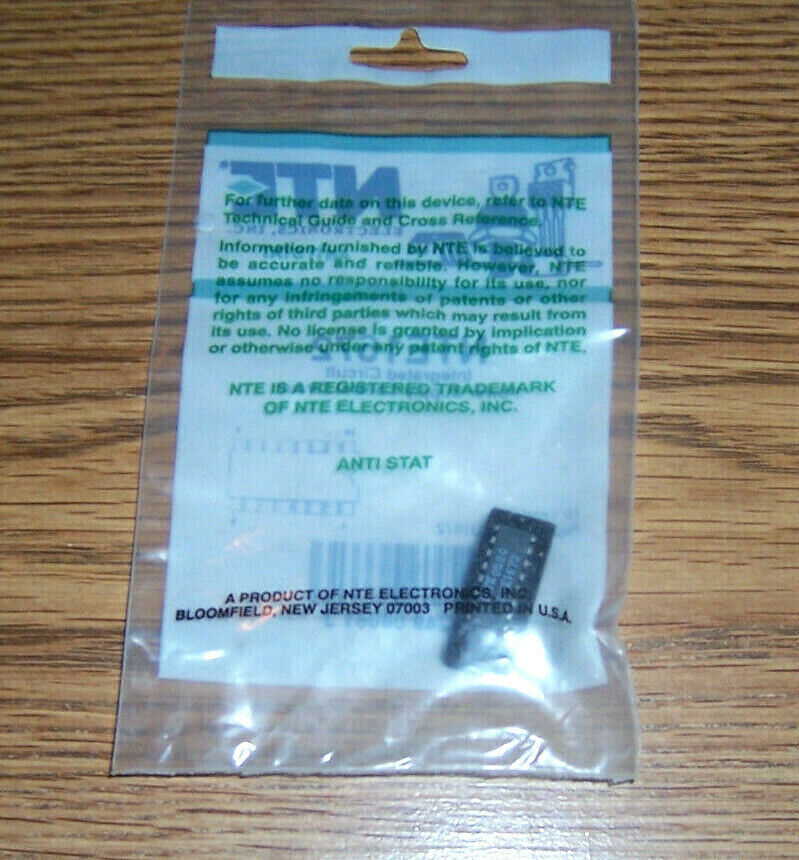 For further data on this device, refer to NTE
Technical Guide and Cross Reference.
Information furnished by NTE is believed to
be accurate and reliable. However, NTE
assumes no responsibility for its use, nor
for any infringements of patents or other
rights of third parties which may result from
its use. No license is granted by implication
or otherwise under any patent rights of NTE.
NTE IS A REGISTERED TRADEMARK
OF NTE ELECTRONICS, INC.
ANTI STAT
A PRODUCT OF NTE ELECTRONICS, INC.
BLOOMFIELD, NEW JERSEY 07003 PRINTED IN U.S.A.
NTE
ELECTRONICS, INC.
Integrated Circuit